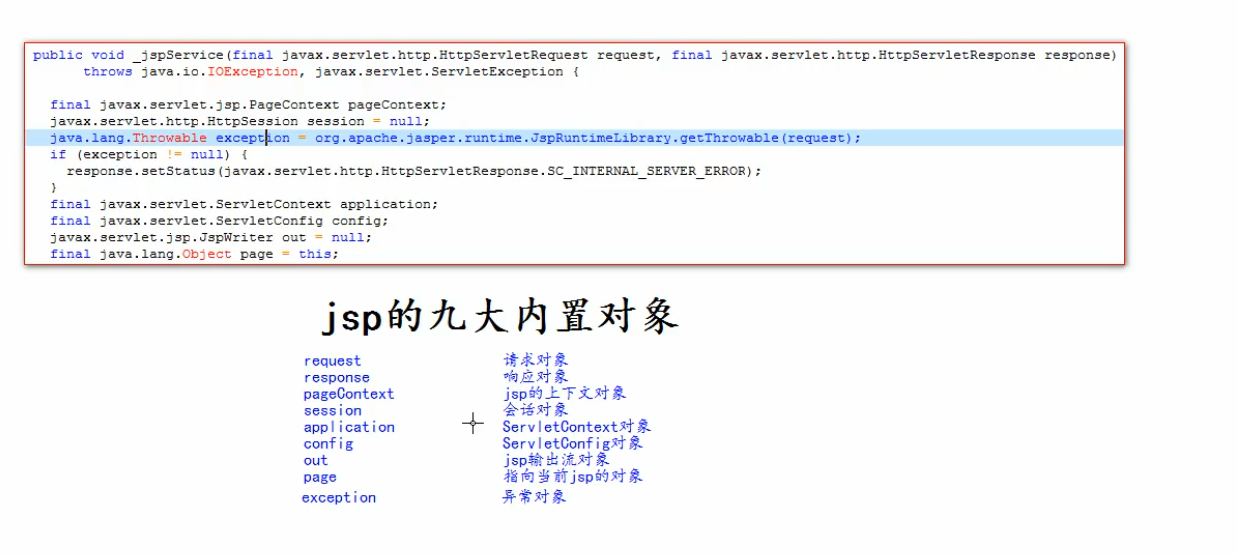 public void _jspService(final javax.servlet.http.HttpServletRequest request, final javax.servlet.http.HttpServletResponse response)
throws java.io.IOException, javax.servlet.ServletException {
final javax.servlet.jsp.PageContext pageContext;
javax.servlet.http.HttpSession session = null;
java.lang.Throwable exception = org.apache.jasper.runtime.JspRuntimeLibrary.getThrowable(request);
if (exception != null) {
response.setStatus(javax.servlet.http.HttpServletResponse.SC_INTERNAL_SERVER_ERROR);
}
final javax.servlet.ServletContext application;
final javax.servlet.ServletConfig config;
javax.servlet.jsp.JspWriter out = null;
final java.lang.Object page = this;
jsp的九大内置对象
request 请求对象
response 响应对象
pageContext jsp的上下文对象
session 会话对象
application ServletContext对象
config ServletConfig对象
out jsp输出流对象
page 指向当前jsp的对象
exception 异常对象